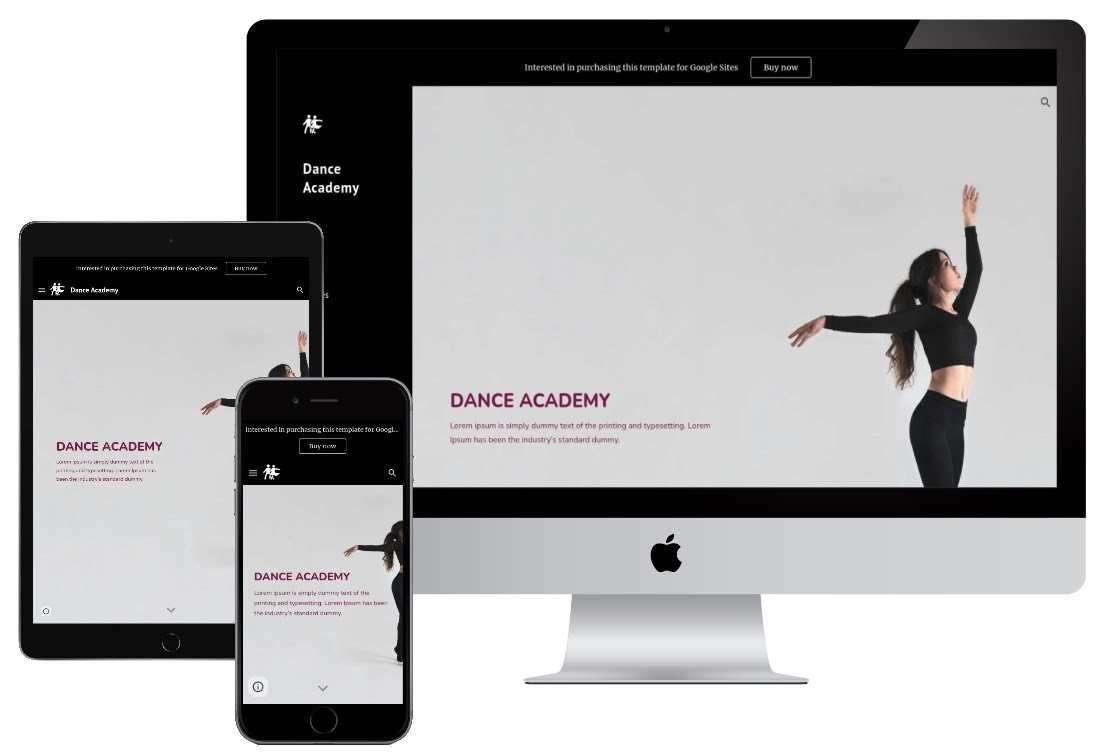 Interested in purchasing this template for Google Sites Buy now
Dance
Academy
DANCE ACADEMY
Lorem ipsum is simply dummy text of the printing and typesetting. Lorem
Ipsum has been the industry's standard dummy.
es
Interested in purchasing this template for Google Sites Buy now
Dance Academy
DANCE ACADEMY
Lorem ipsum is simply dummy text of the
printing and typesetting. Lorem Ipsum has
been the industry's standard dummy.
Interested in purchasing this template for Googl...
Buy now
DANCE ACADEMY
Lorem ipsum is simply dummy text of the
printing and typesetting. Lorem Ipsum has been
the industry's standard dummy.